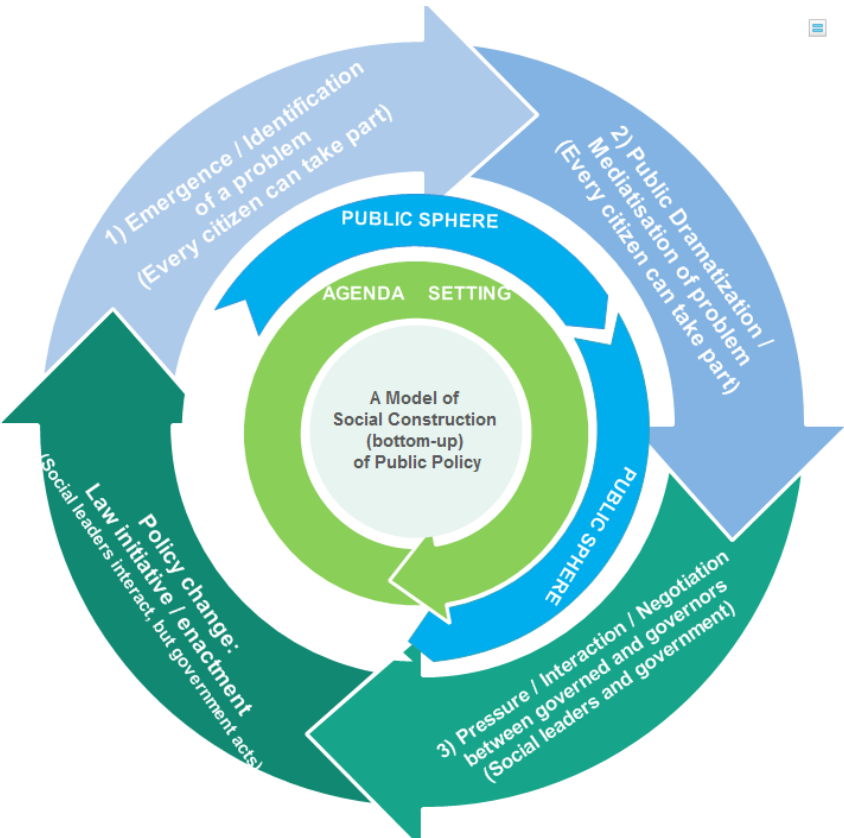 1) Emergence / Identification
of a problem
(Every citizen can take part)
2) Public Dramatization /
Mediatisation of problem
(Every citizen can take part)
PUBLIC SPHERE
AGENDA SETTING
A Model of
Social Construction
(bottom-up)
of Public Policy
PUBLIC SPHERE
3) Pressure / Interaction / Negotiation
between governed and governors
(Social leaders and government)
Policy change:
Law initiative / enactment
(Social leaders interact, but government acts)